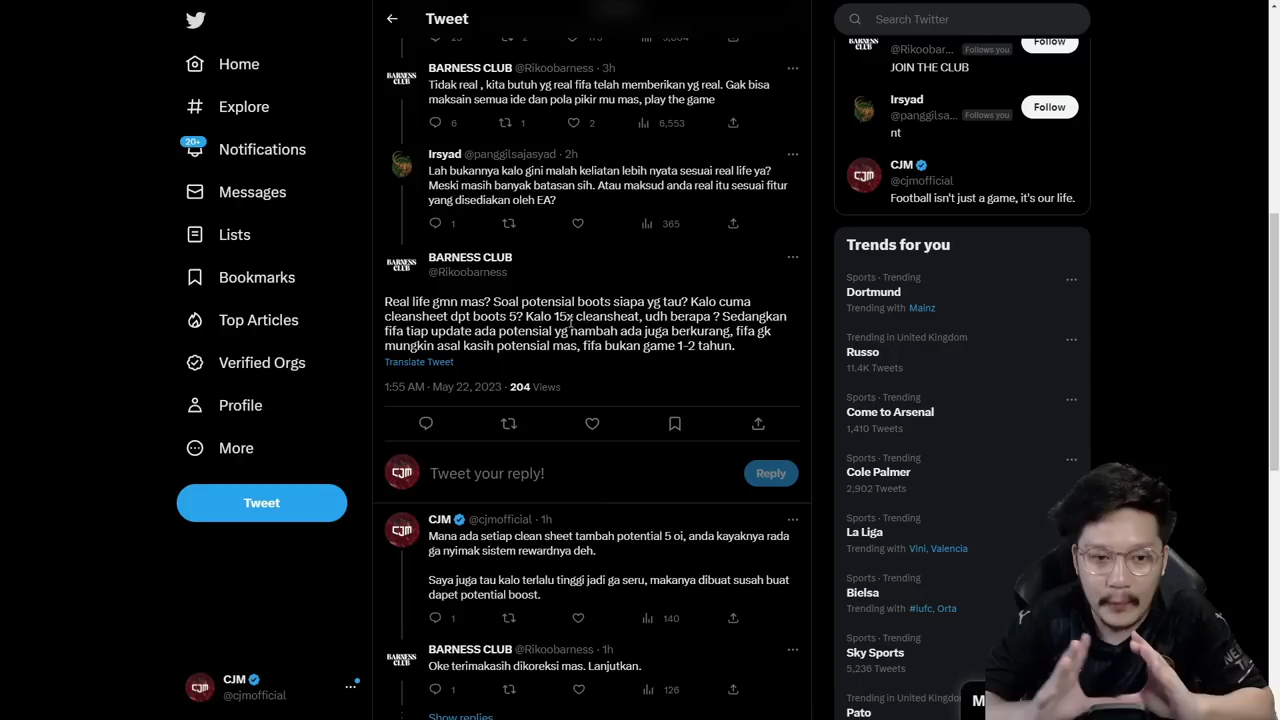 Home
Explore
20+
Notifications
Messages
Lists
Bookmarks
Top Articles
Verified Orgs
Profile
More
Tweet
CJM
@cjmofficial
Tweet
BARNESS CLUB @Rikoobarness · 3h
Tidak real , kita butuh yg real fifa telah memberikan yg real. Gak bisa
maksain semua ide dan pola pikir mu mas, play the game
6 1 2 6,553
Irsyad @panggilsajasyad · 2h
Lah bukannya kalo gini malah keliatan lebih nyata sesuai real life ya?
Meski masih banyak batasan sih. Atau maksud anda real itu sesuai fitur
yang disediakan oleh EA?
1 365
BARNESS CLUB
@Rikoobarness
Real life gmn mas? Soal potensial boots siapa yg tau? Kalo cuma
cleansheet dpt boots 5? Kalo 15x cleansheat, udh berapa ? Sedangkan
fifa tiap update ada potensial yg nambah ada juga berkurang, fifa gk
mungkin asal kasih potensial mas, fifa bukan game 1-2 tahun.
Translate Tweet
1:55 AM · May 22, 2023 · 204 Views
CJM
Tweet your reply!
Reply
CJM @cjmofficial · 1h
Mana ada setiap clean sheet tambah potential 5 oi, anda kayaknya rada
ga nyimak sistem rewardnya deh.
Saya juga tau kalo terlalu tinggi jadi ga seru, makanya dibuat susah buat
dapet potential boost.
1 140
BARNESS CLUB @Rikoobarness · 1h
Oke terimakasih dikoreksi mas. Lanjutkan.
1 126
Show replies
Search Twitter
@Rikoobar... Follows you
Follow
JOIN THE CLUB
Irsyad
@panggilsa... Follows you
Follow
nt
CJM
@cjmofficial
Football isn't just a game, it's our life.
Trends for you
Sports · Trending
Dortmund
Trending with Mainz
Trending in United Kingdom
Russo
11.4K Tweets
Sports · Trending
Come to Arsenal
1,410 Tweets
Sports · Trending
Cole Palmer
2,902 Tweets
Sports · Trending
La Liga
Trending with Vini, Valencia
Sports · Trending
Bielsa
Trending with #lufc, Orta
Sports · Trending
Sky Sports
5,236 Tweets
Trending in United Kingdom
Pato